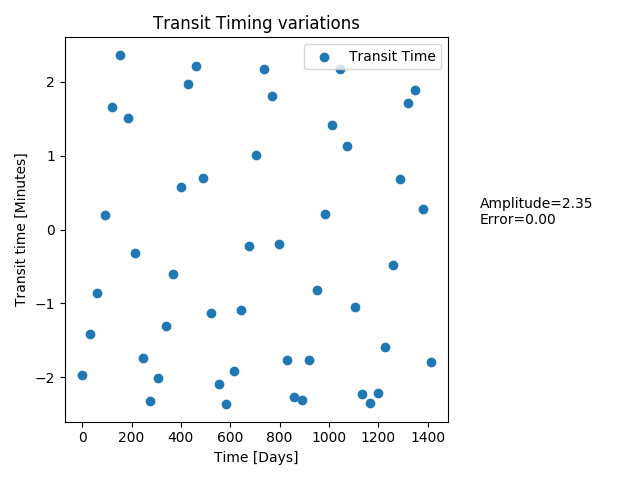 Transit Timing variations
Transit Time
Transit time [Minutes]
2
1
0
−1
−2
0 200 400 600 800 1000 1200 1400
Time [Days]
Amplitude=2.35
Error=0.00